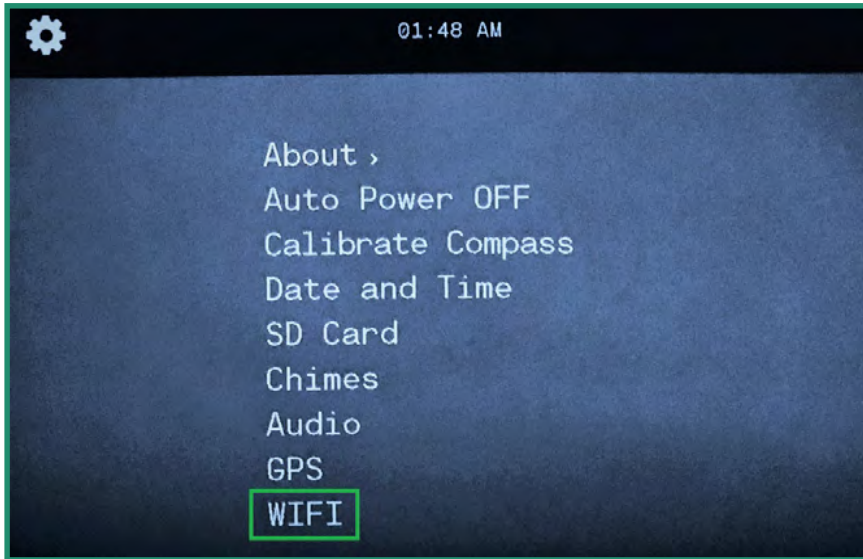 01:48 AM
About ›
Auto Power OFF
Calibrate Compass
Date and Time
SD Card
Chimes
Audio
GPS
WIFI